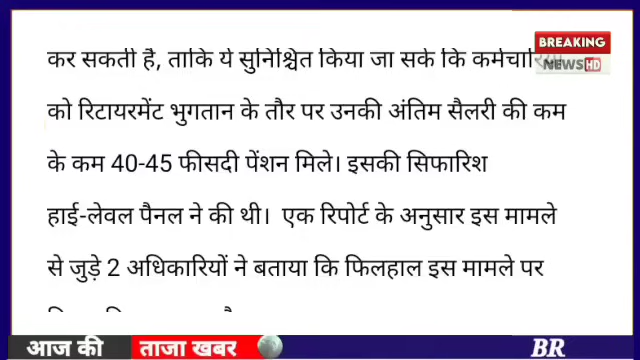 कर सकती है, ताकि ये सुनिश्चित किया जा सके कि
BREAKING
NEWS HD
को रिटायरमेंट भुगतान के तौर पर उनकी अंतिम सैलरी की कम
के कम 40-45 फीसदी पेंशन मिले। इसकी सिफारिश
हाई-लेवल पैनल ने की थी। एक रिपोर्ट के अनुसार इस मामले
से जुड़े 2 अधिकारियों ने बताया कि फिलहाल इस मामले पर
आज की ताजा खबर BR